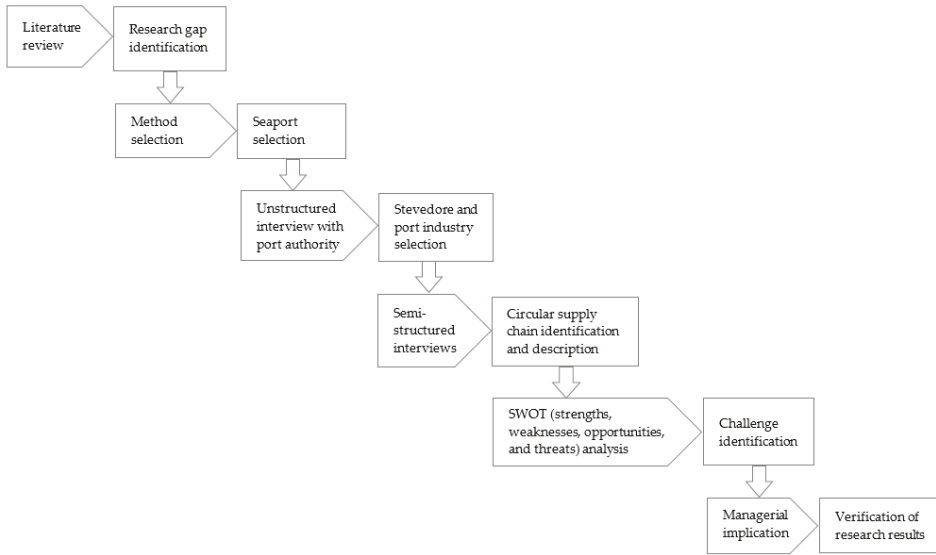 Literature
review
Research gap
identification
Method
selection
Seaport
selection
Unstructured
interview with
port authority
Stevedore and
port industry
selection
Semi-
structured
interviews
Circular supply
chain identification
and description
SWOT (strengths,
weaknesses, opportunities,
and threats) analysis
Challenge
identification
Managerial
implication
Verification of
research results